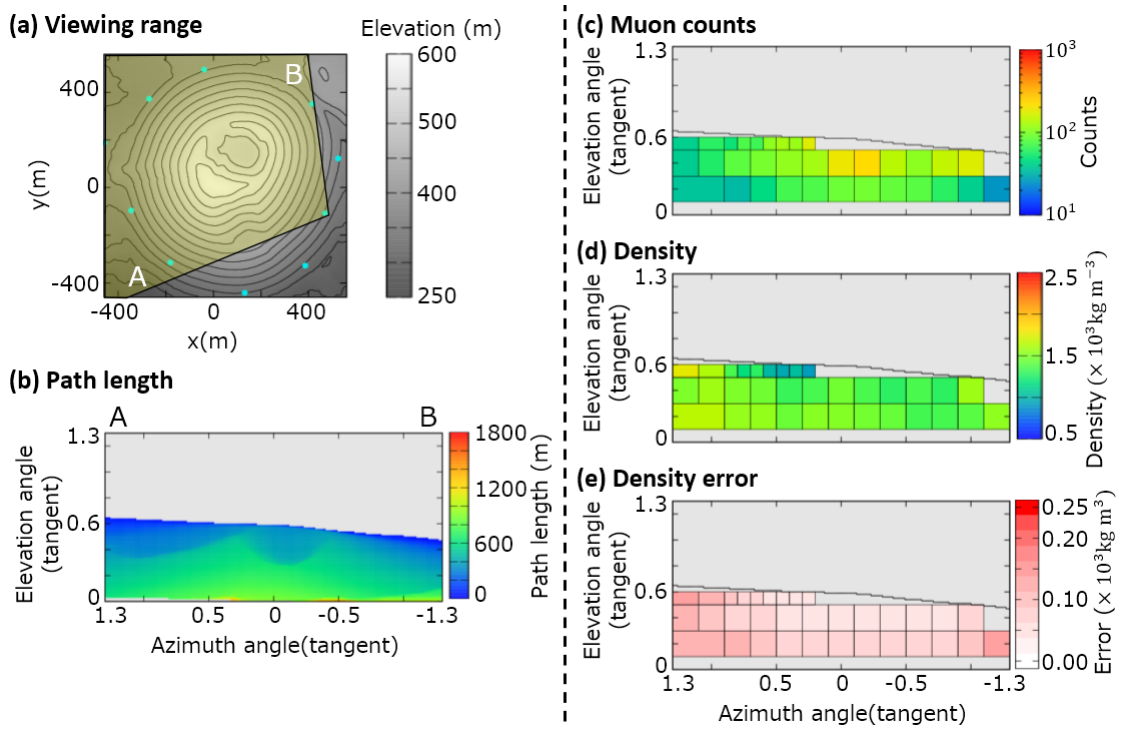 (a) Viewing range
Elevation (m)
B
A
400
0
-400
y(m)
-400
0
400
x(m)
600
500
400
250
(b) Path length
A
B
1.3
0.6
0
Elevation angle
(tangent)
1.3
0.5
0
-0.5
-1.3
Azimuth angle(tangent)
1800
1200
600
0
Path length (m)
(c) Muon counts
1.3
0.6
0
Elevation angle
(tangent)
10³
10²
10¹
Counts
(d) Density
1.3
0.6
0
Elevation angle
(tangent)
2.5
1.5
0.5
Density (× 10³kg m⁻³)
(e) Density error
1.3
0.6
0
Elevation angle
(tangent)
1.3
0.5
0
-0.5
-1.3
Azimuth angle(tangent)
0.25
0.20
0.10
0.00
Error (× 10³kg m³)